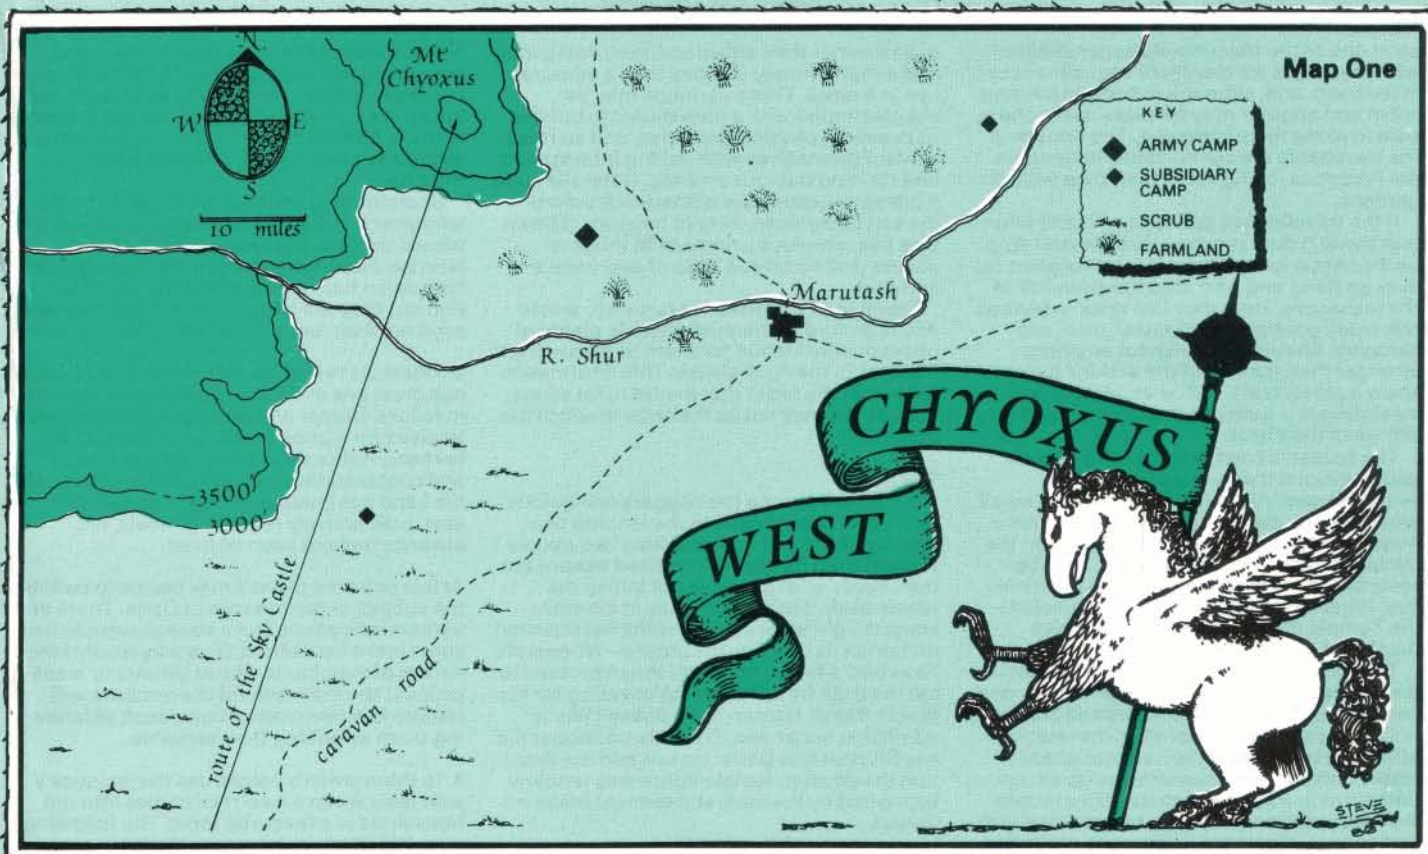 Map One
N
Mt
Chyoxus
W E
S
10 miles
KEY
ARMY CAMP
SUBSIDIARY
CAMP
SCRUB
FARMLAND
Marutash
R. Shur
3500'
3000'
route of the Sky Castle
caravan road
WEST
CHYOXUS
STEVE